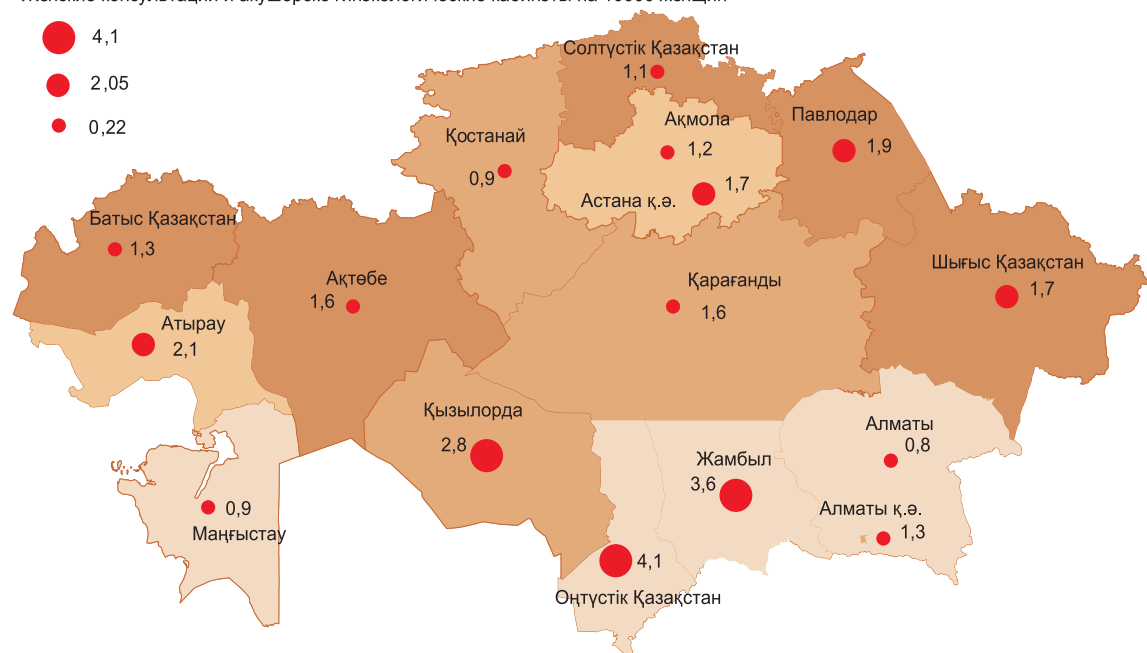 4,1
2,05
0,22
Солтүстік Қазақстан
1,1
Павлодар
1,9
Ақмола
1,2
Қостанай
0,9
1,7
Астана қ.ә.
Батыс Қазақстан
1,3
Шығыс Қазақстан
1,7
Ақтөбе
1,6
Қарағанды
1,6
Атырау
2,1
Қызылорда
2,8
Алматы
0,8
Жамбыл
3,6
Алматы қ.ә.
1,3
0,9
Маңғыстау
4,1
Оңтүстік Қазақстан